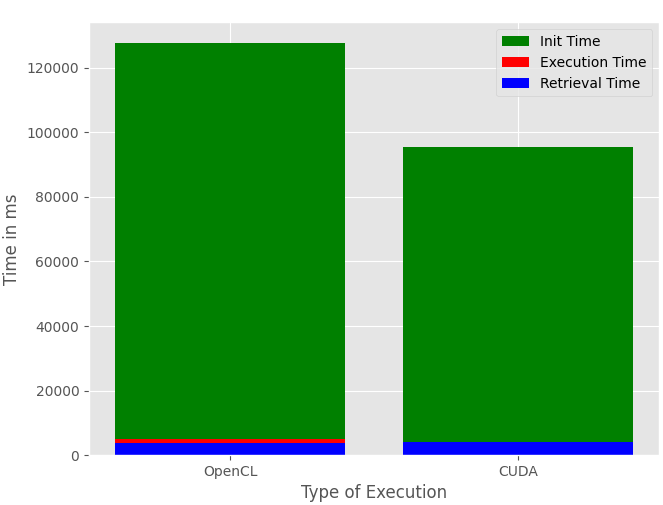 Init Time
Execution Time
Retrieval Time
120000
100000
80000
60000
40000
20000
0
Time in ms
OpenCL
CUDA
Type of Execution